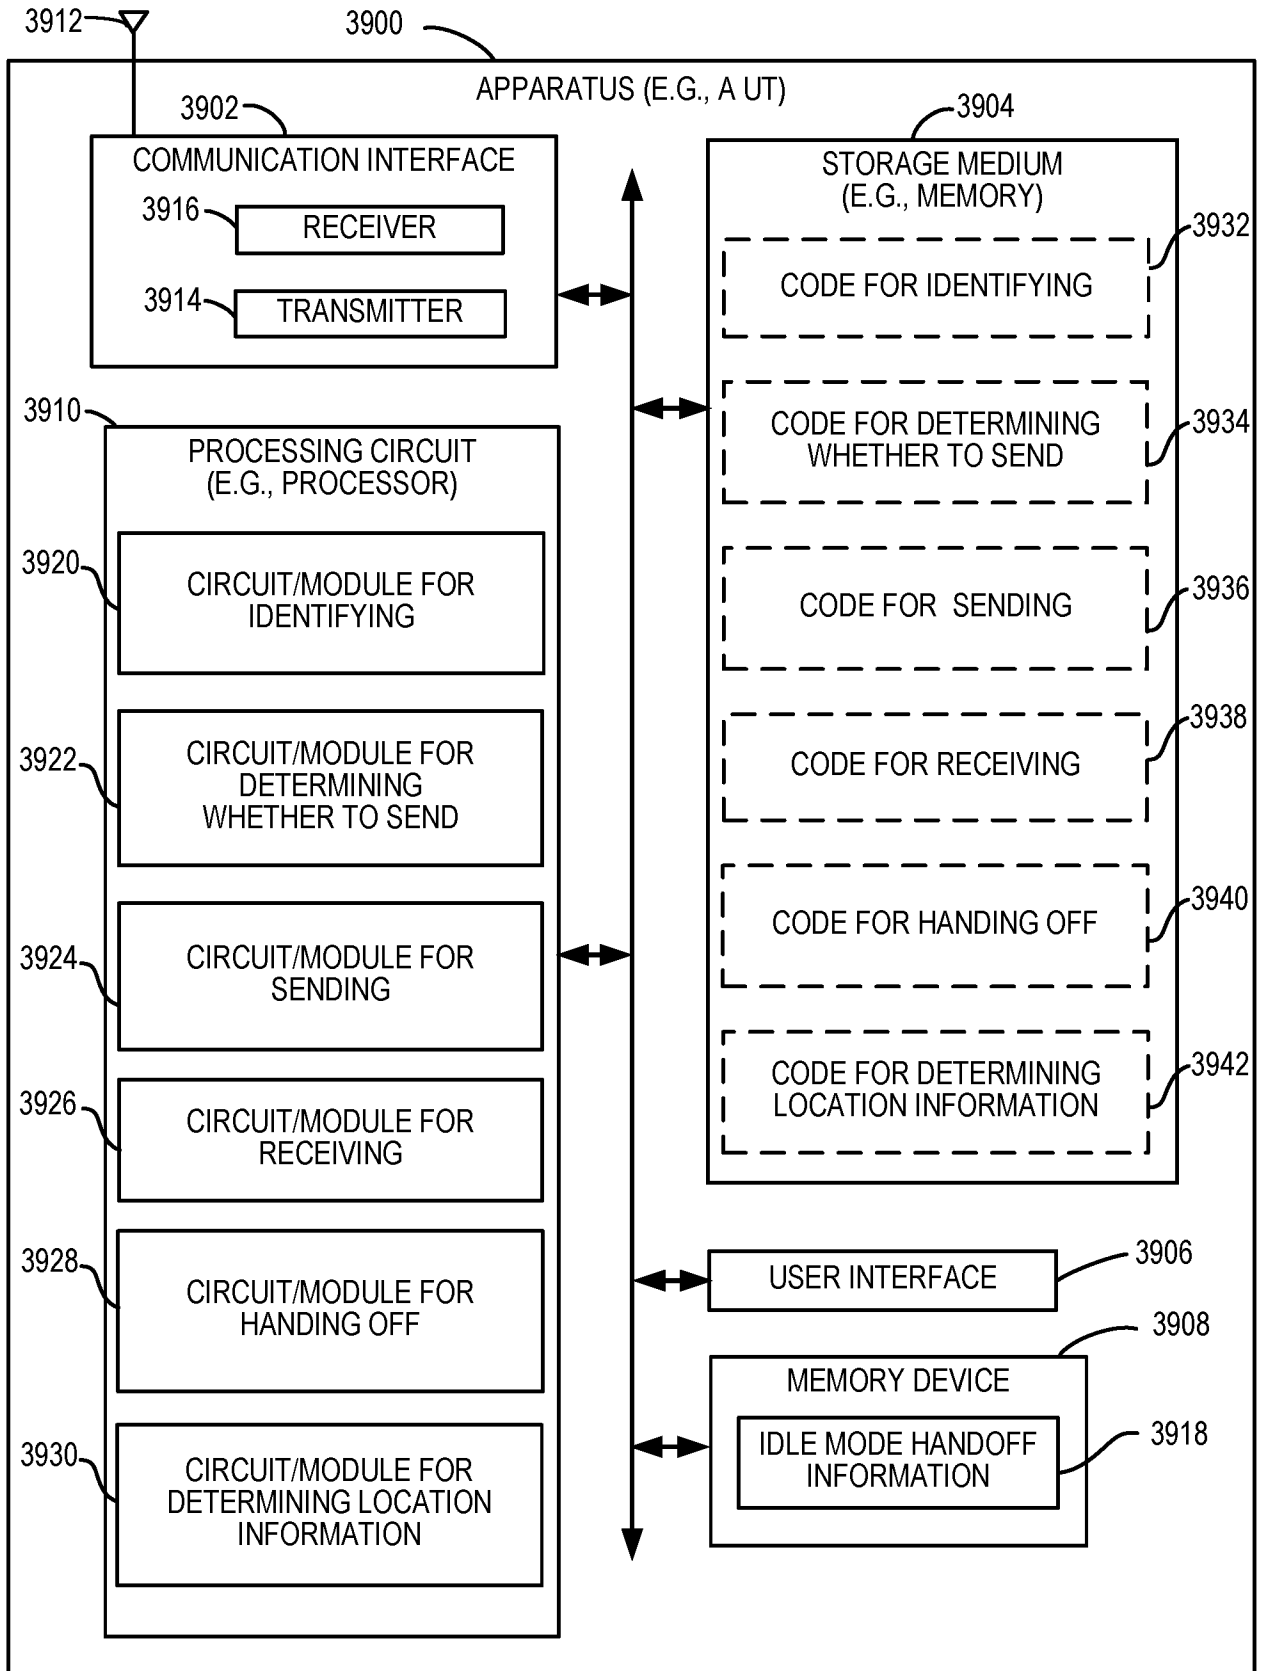 3912
3900
APPARATUS (E.G., A UT)
3902
COMMUNICATION INTERFACE
3916
RECEIVER
3914
TRANSMITTER
3910
PROCESSING CIRCUIT
(E.G., PROCESSOR)
3920
CIRCUIT/MODULE FOR
IDENTIFYING
3922
CIRCUIT/MODULE FOR
DETERMINING
WHETHER TO SEND
3924
CIRCUIT/MODULE FOR
SENDING
3926
CIRCUIT/MODULE FOR
RECEIVING
3928
CIRCUIT/MODULE FOR
HANDING OFF
3930
CIRCUIT/MODULE FOR
DETERMINING LOCATION
INFORMATION
3904
STORAGE MEDIUM
(E.G., MEMORY)
3932
CODE FOR IDENTIFYING
3934
CODE FOR DETERMINING
WHETHER TO SEND
3936
CODE FOR SENDING
3938
CODE FOR RECEIVING
3940
CODE FOR HANDING OFF
3942
CODE FOR DETERMINING
LOCATION INFORMATION
3906
USER INTERFACE
3908
MEMORY DEVICE
3918
IDLE MODE HANDOFF
INFORMATION